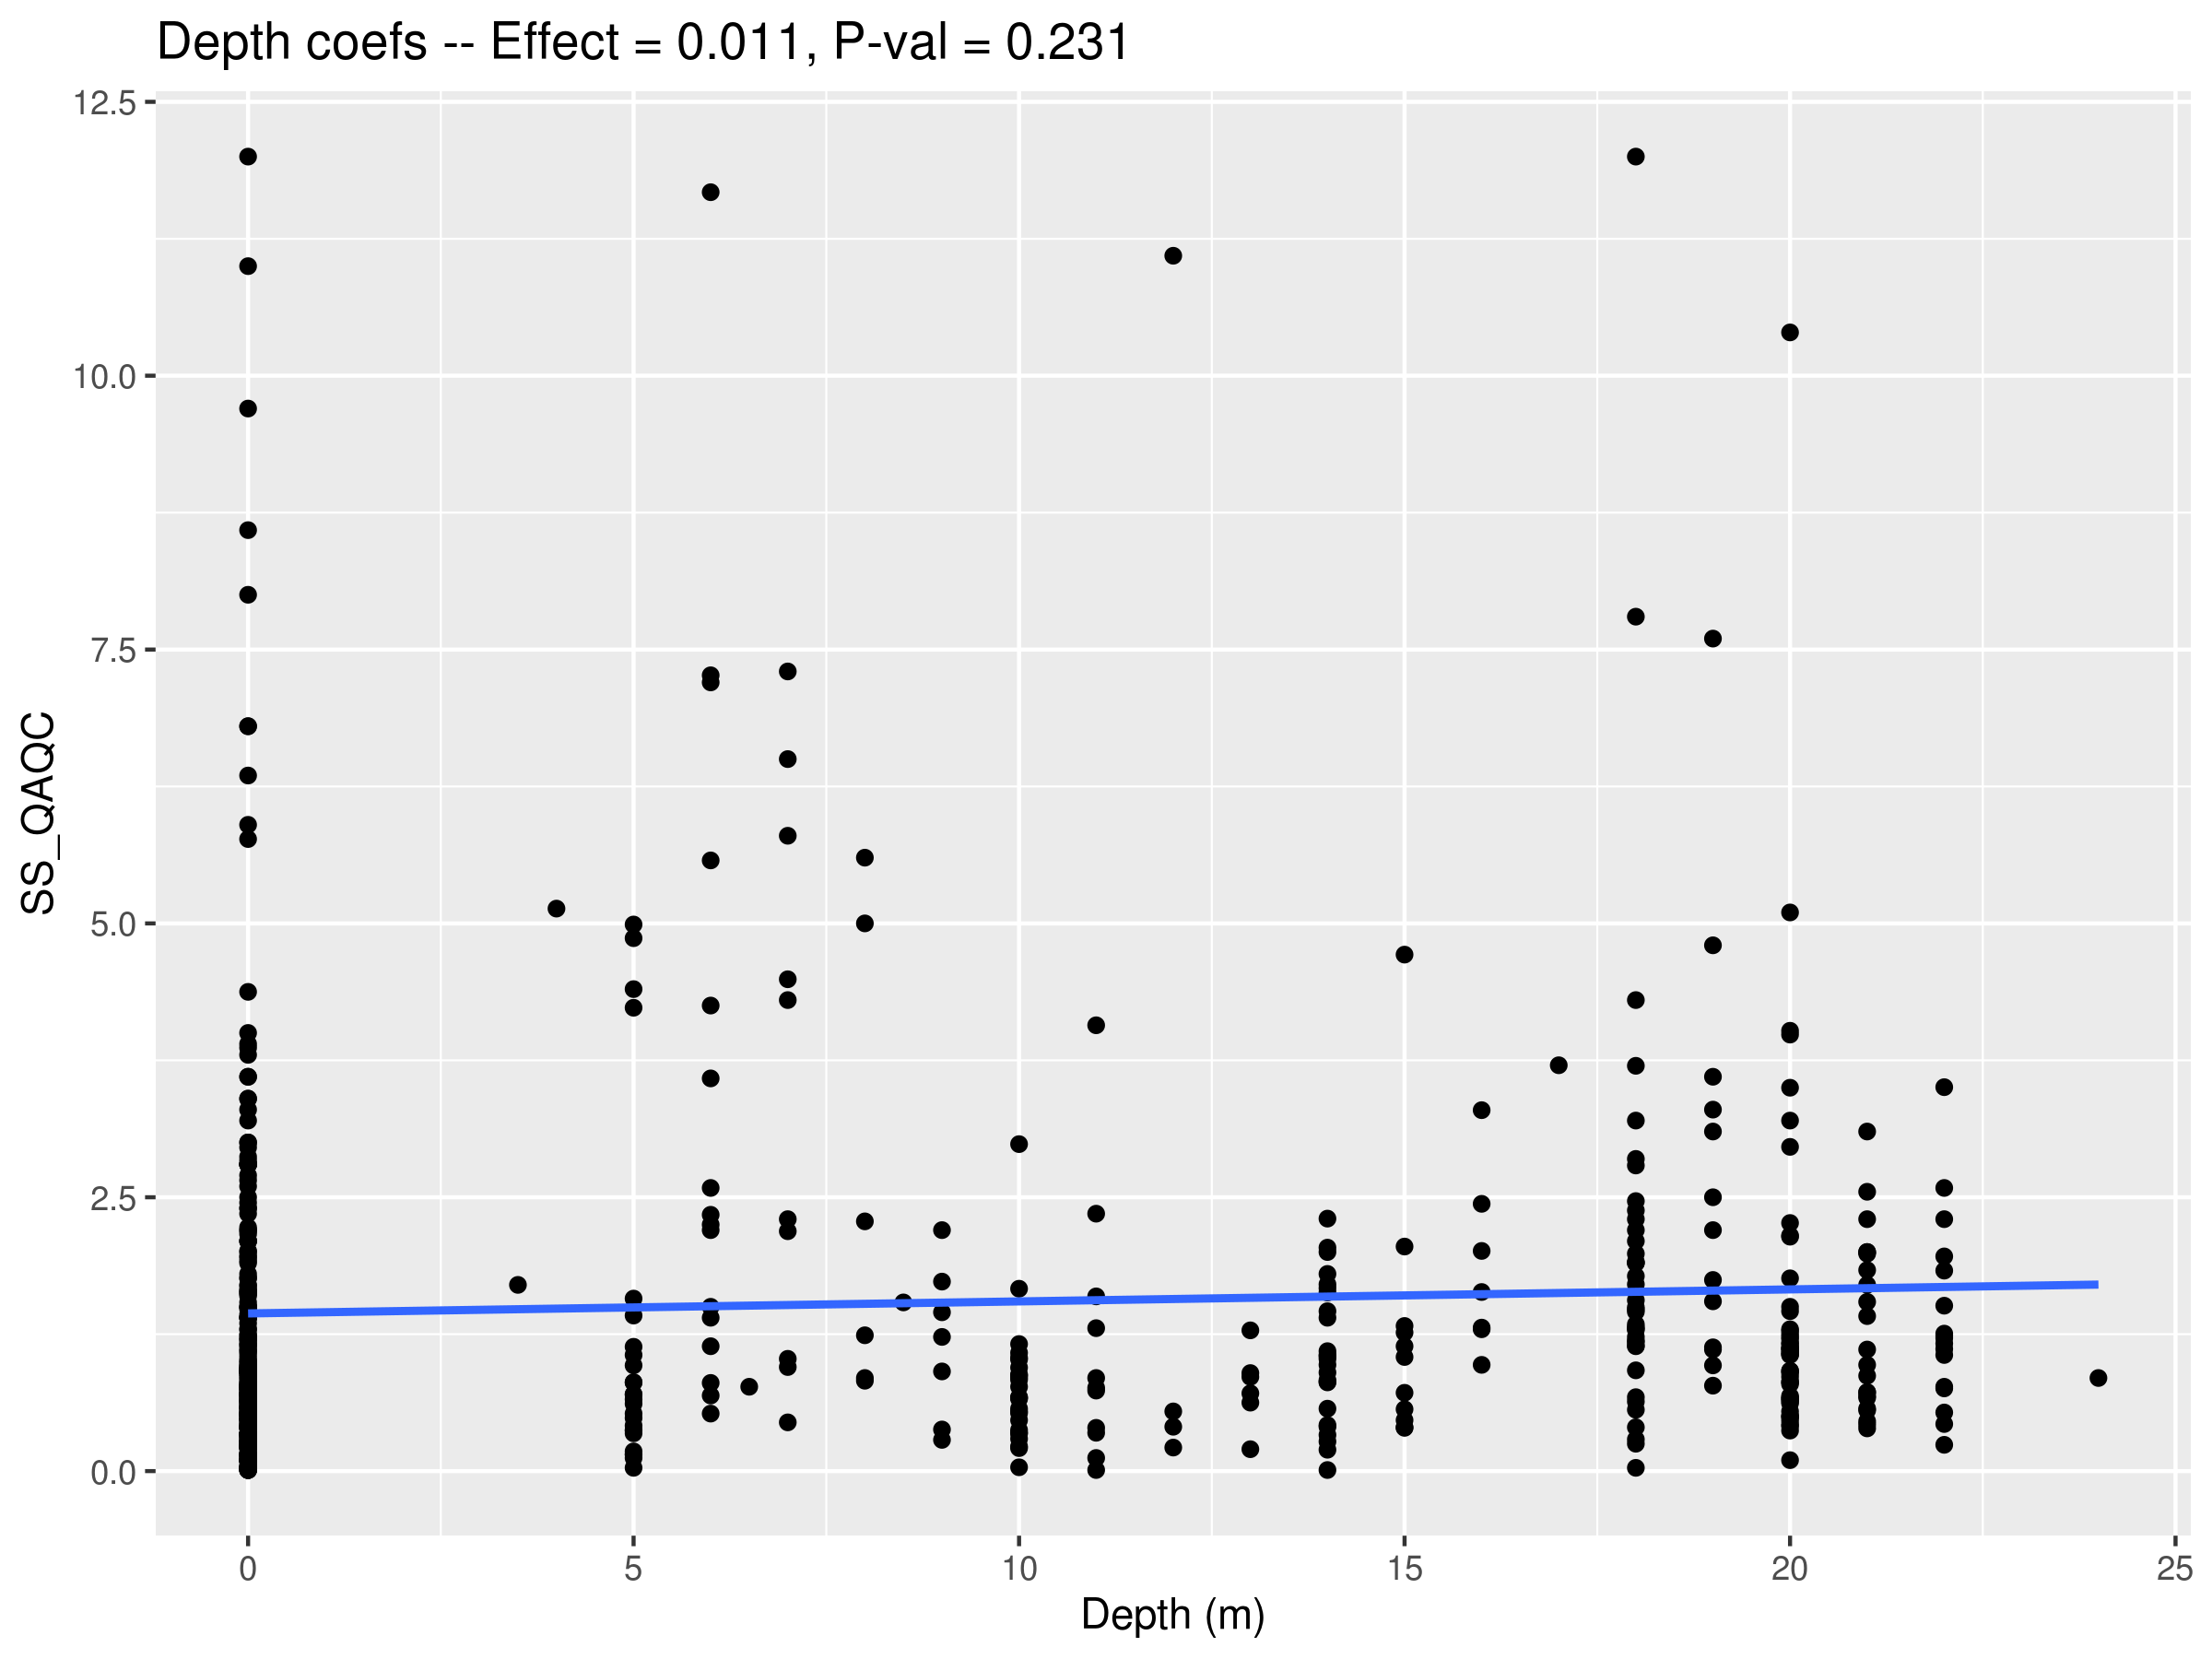 Depth coefs -- Effect = 0.011, P-val = 0.231
12.5
10.0
7.5
5.0
2.5
0.0
SS_QAQC
0 5 10 15 20 25
Depth (m)